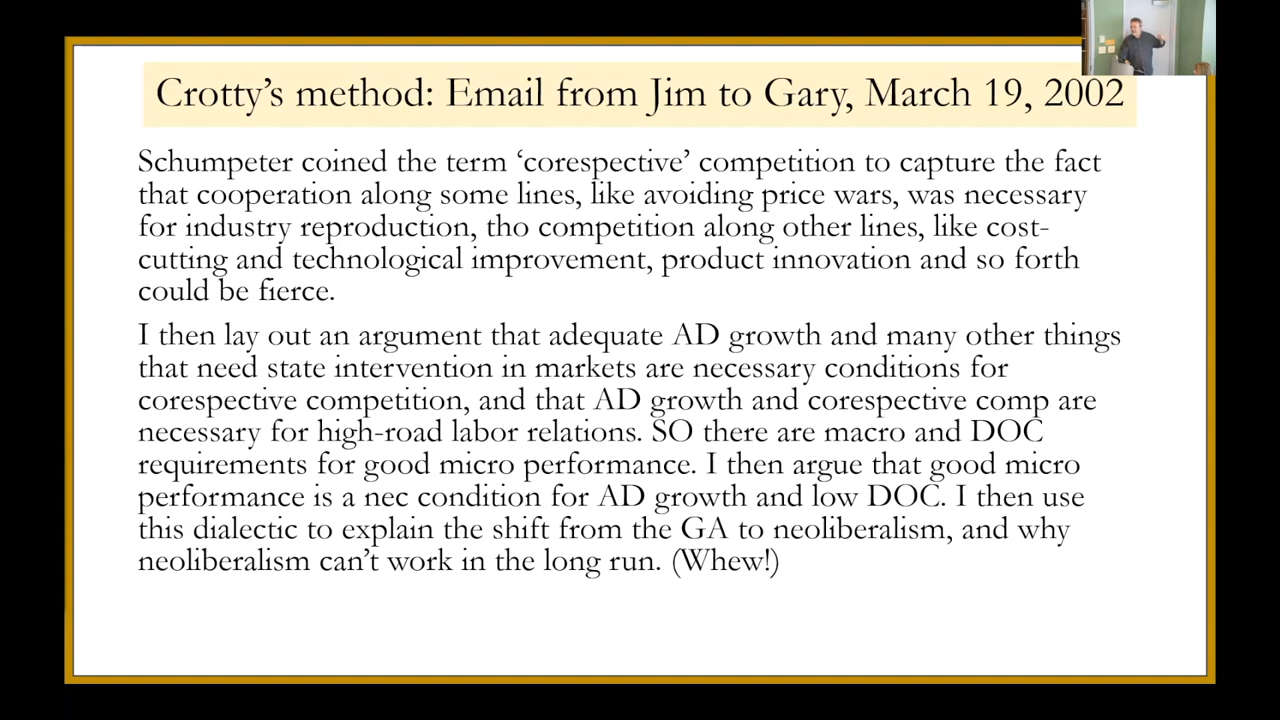 Crotty’s method: Email from Jim to Gary, March 19, 2002
Schumpeter coined the term ‘corespective’ competition to capture the fact
that cooperation along some lines, like avoiding price wars, was necessary
for industry reproduction, tho competition along other lines, like cost-
cutting and technological improvement, product innovation and so forth
could be fierce.
I then lay out an argument that adequate AD growth and many other things
that need state intervention in markets are necessary conditions for
corespective competition, and that AD growth and corespective comp are
necessary for high-road labor relations. SO there are macro and DOC
requirements for good micro performance. I then argue that good micro
performance is a nec condition for AD growth and low DOC. I then use
this dialectic to explain the shift from the GA to neoliberalism, and why
neoliberalism can’t work in the long run. (Whew!)